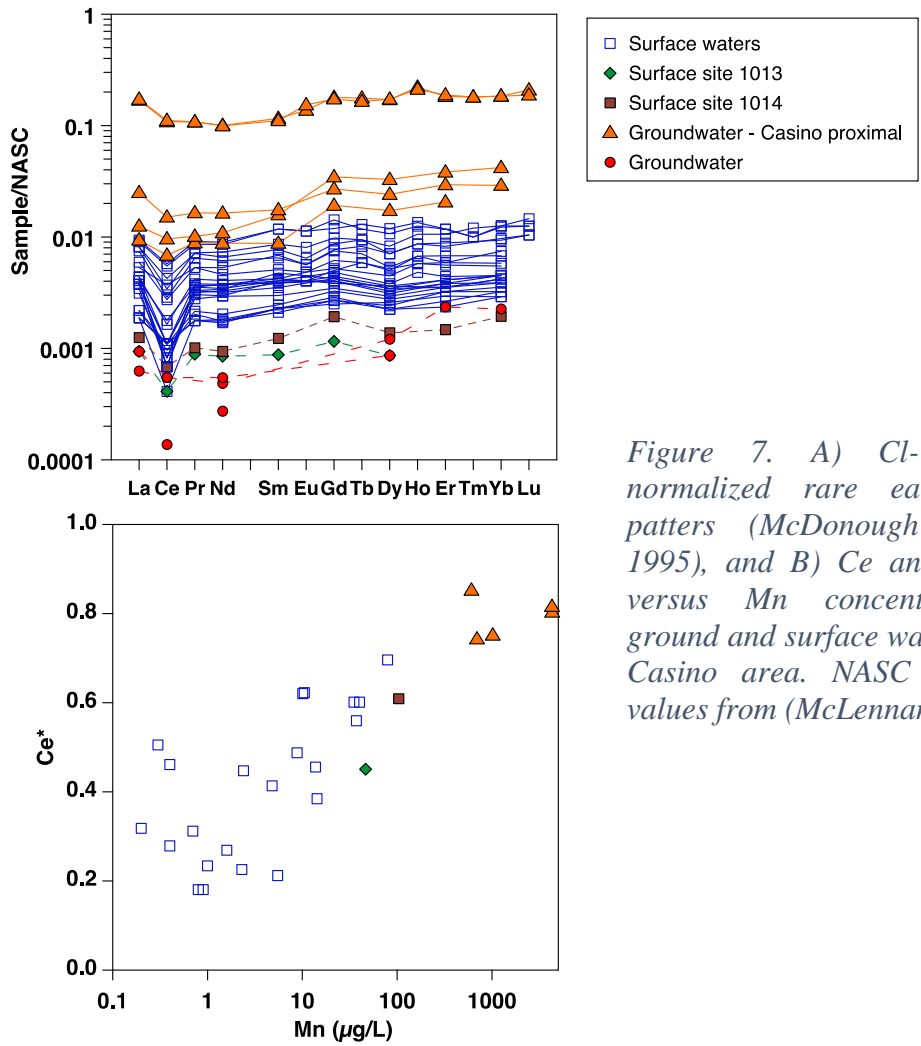 1
0.1
0.01
0.001
0.0001
Sample/NASC
La Ce Pr Nd Sm Eu Gd Tb Dy Ho Er Tm Yb Lu
Surface waters
Surface site 1013
Surface site 1014
Groundwater - Casino proximal
Groundwater
1.0
0.8
0.6
0.4
0.2
0.0
Ce*
0.1 1 10 100 1000
Mn (µg/L)
Figure 7. A) Cl-
normalized rare ea
patters (McDonough
1995), and B) Ce an
versus Mn concent
ground and surface wa
Casino area. NASC
values from (McLennan